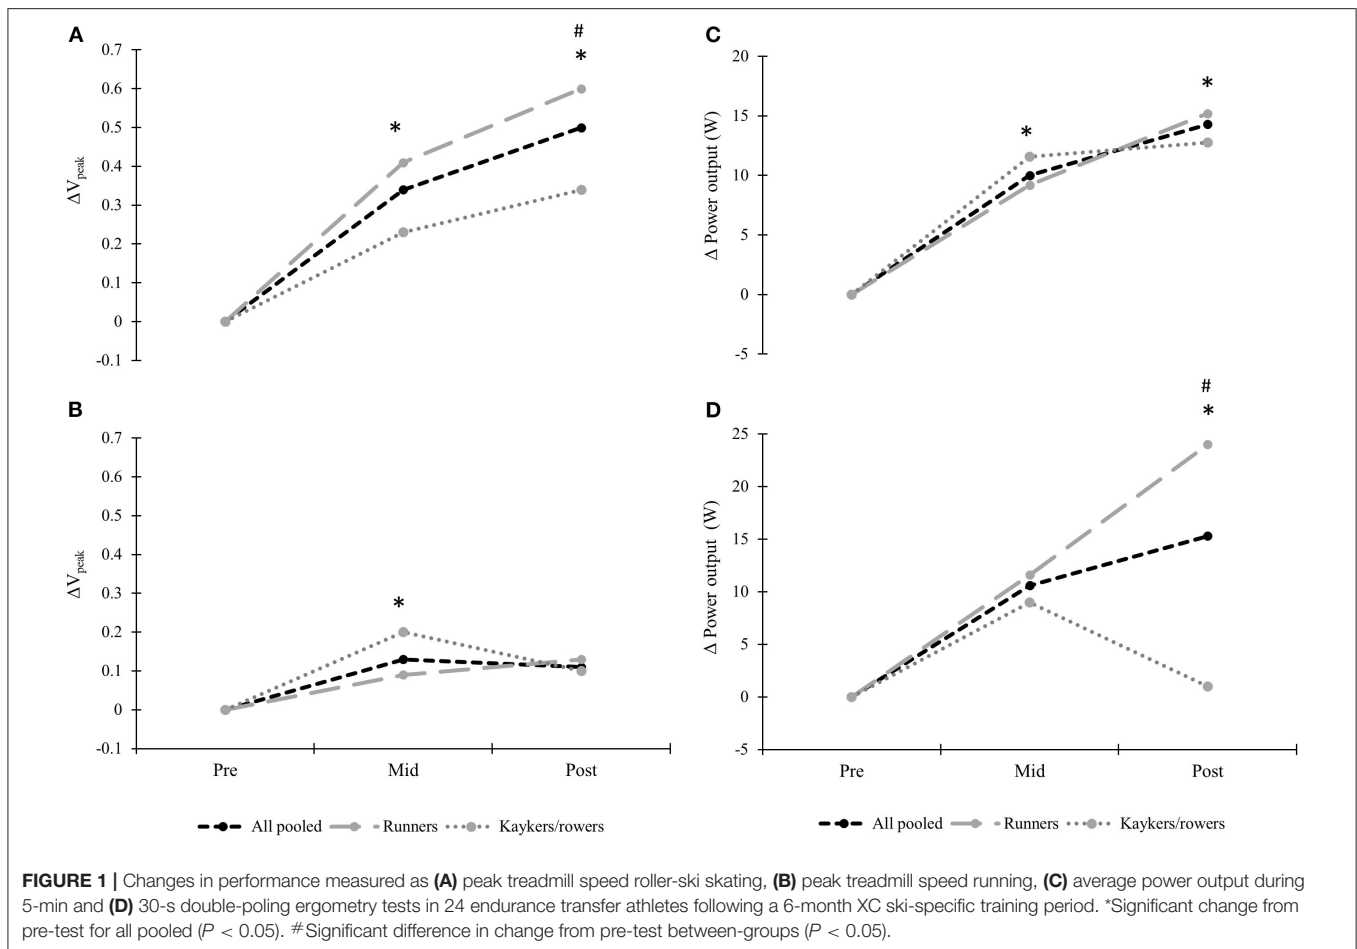 A
#
*
*
0.7
0.6
0.5
0.4
0.3
0.2
0.1
0
-0.1
ΔVpeak
B
*
0.7
0.6
0.5
0.4
0.3
0.2
0.1
0
-0.1
ΔVpeak
Pre Mid Post
All pooled Runners Kaykers/rowers
C
*
*
20
15
10
5
0
-5
Δ Power output (W)
D
#
*
25
20
15
10
5
0
-5
Δ Power output (W)
Pre Mid Post
All pooled Runners Kaykers/rowers
FIGURE 1 | Changes in performance measured as (A) peak treadmill speed roller-ski skating, (B) peak treadmill speed running, (C) average power output during
5-min and (D) 30-s double-poling ergometry tests in 24 endurance transfer athletes following a 6-month XC ski-specific training period. *Significant change from
pre-test for all pooled (P < 0.05). #Significant difference in change from pre-test between-groups (P < 0.05).